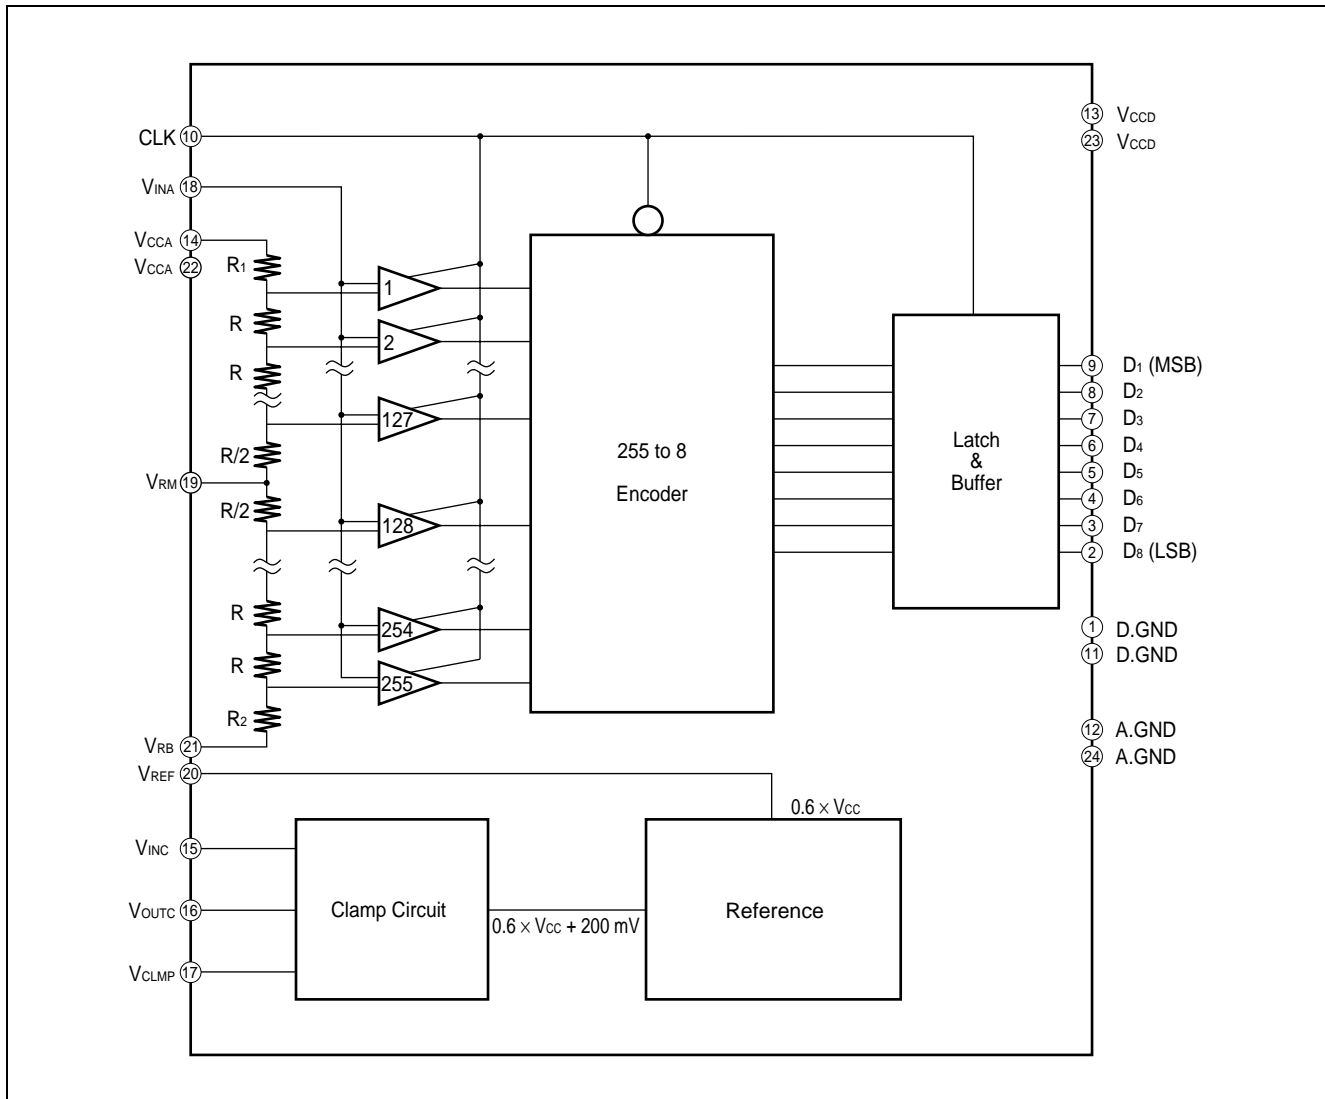 CLK 10
VINA 18
VCCA 14
VCCA 22
R1
R
R
R/2
VRM 19
R/2
R
R
R2
VRB 21
VREF 20
VINC 15
VOUTC 16
VCLMP 17
1
2
127
128
254
255
255 to 8
Encoder
Latch
&
Buffer
13 VCCD
23 VCCD
9 D1 (MSB)
8 D2
7 D3
6 D4
5 D5
4 D6
3 D7
2 D8 (LSB)
1 D.GND
11 D.GND
12 A.GND
24 A.GND
Clamp Circuit
0.6 × VCC + 200 mV
0.6 × VCC
Reference